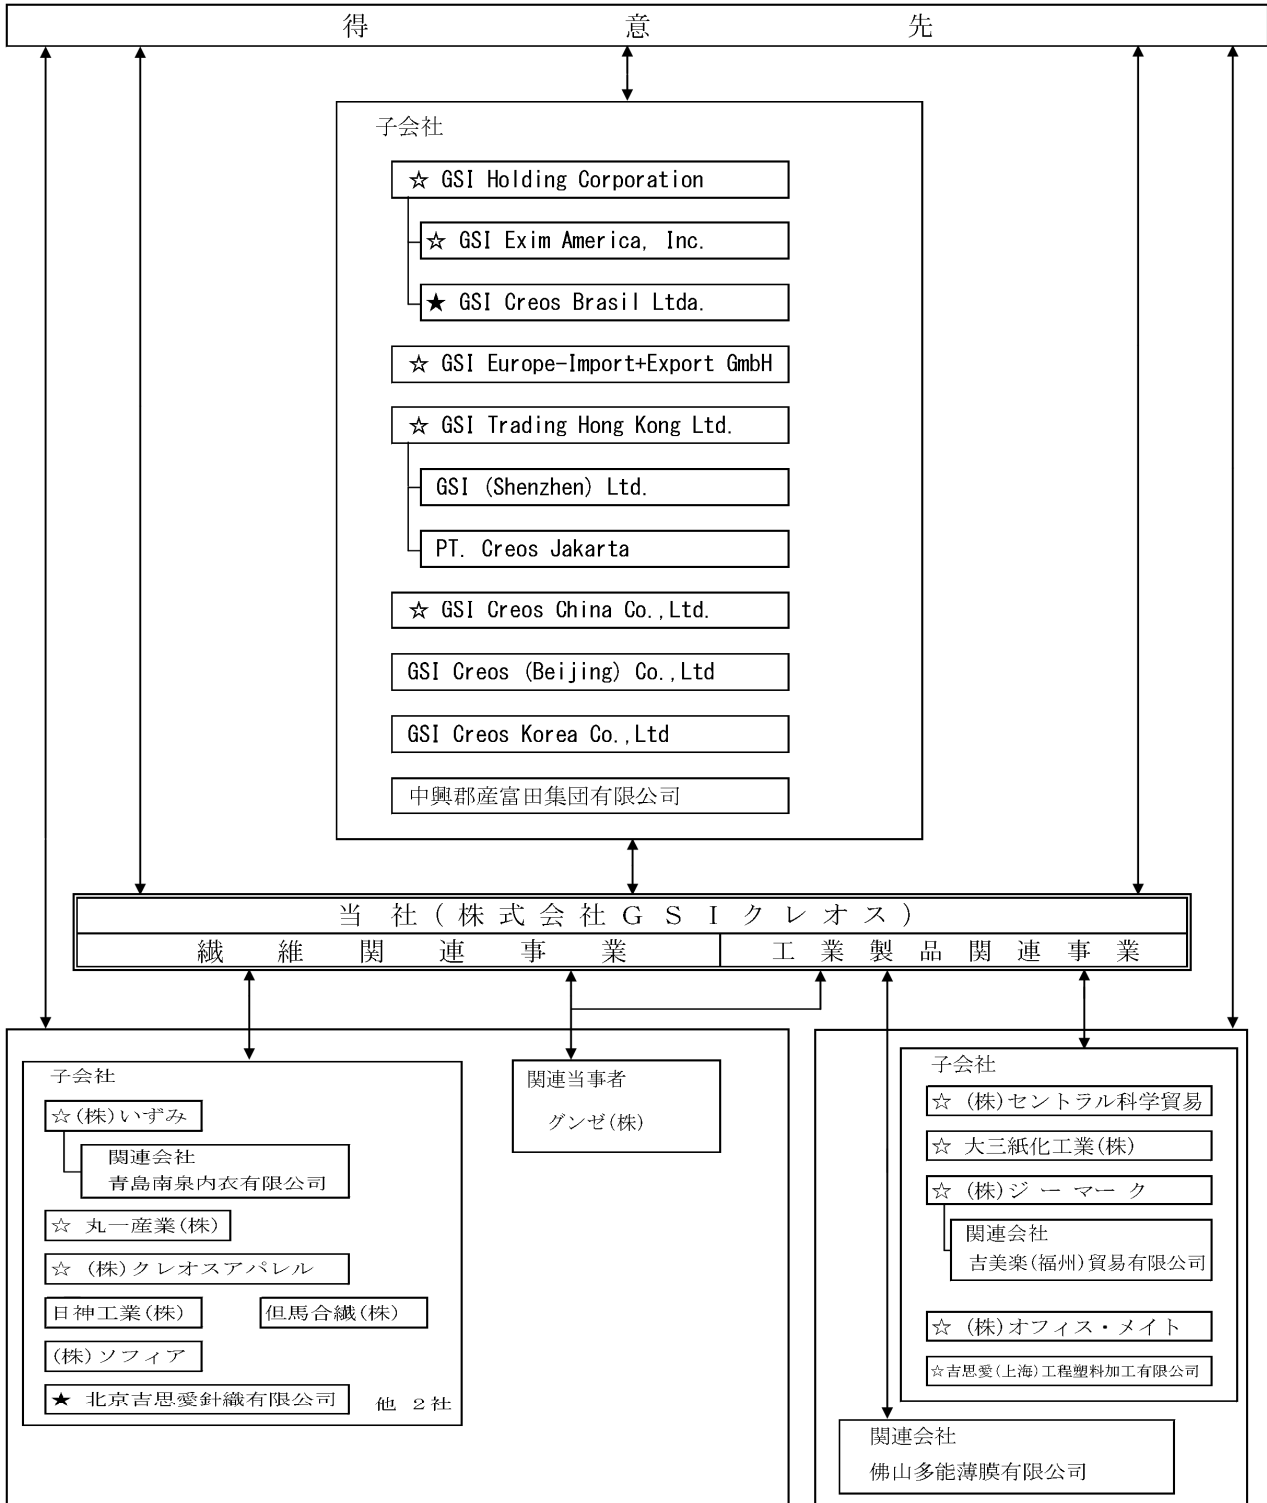 得意先
子会社
☆ GSI Holding Corporation
☆ GSI Exim America, Inc.
★ GSI Creos Brasil Ltda.
☆ GSI Europe-Import+Export GmbH
☆ GSI Trading Hong Kong Ltd.
GSI (Shenzhen) Ltd.
PT. Creos Jakarta
☆ GSI Creos China Co.,Ltd.
GSI Creos (Beijing) Co.,Ltd
GSI Creos Korea Co.,Ltd
中興郡産富田集団有限公司
当社(株式会社GSIクレオス)
繊維関連事業
工業製品関連事業
子会社
☆(株)いずみ
関連会社
青島南泉内衣有限公司
☆ 丸一産業(株)
☆ (株)クレオスアパレル
日神工業(株)
但馬合繊(株)
(株)ソフィア
★ 北京吉思愛針織有限公司
他 2社
関連当事者
グンゼ(株)
子会社
☆ (株)セントラル科学貿易
☆ 大三紙化工業(株)
☆ (株)ジーマーク
関連会社
吉美楽(福州)貿易有限公司
☆ (株)オフィス・メイト
☆吉思愛(上海)工程塑料加工有限公司
関連会社
佛山多能薄膜有限公司